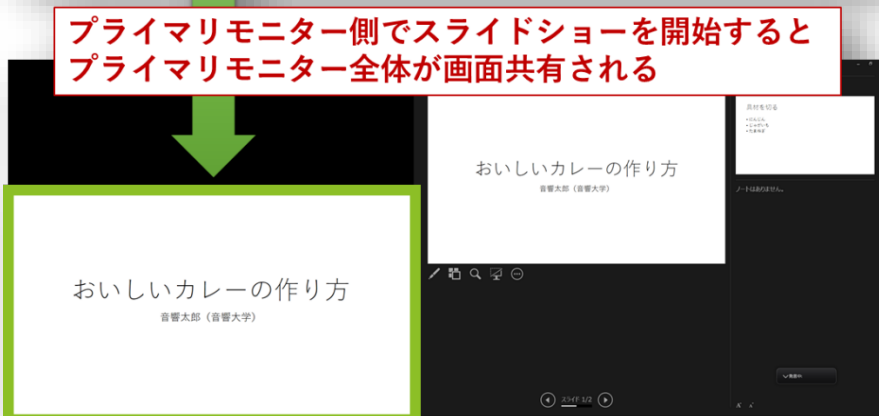 プライマリモニター側でスライドショーを開始すると
プライマリモニター全体が画面共有される
おいしいカレーの作り方
音響太郎（音響大学）
おいしいカレーの作り方
音響太郎（音響大学）
スライド 1/2
具材を切る
• にんじん
• じゃがいも
• たまねぎ
ノートはありません。